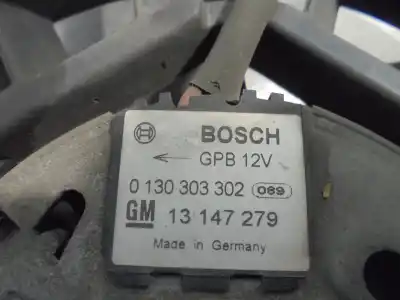 BOSCH
← GPB 12V
0 130 303 302 089
GM 13 147 279
Made in Germany